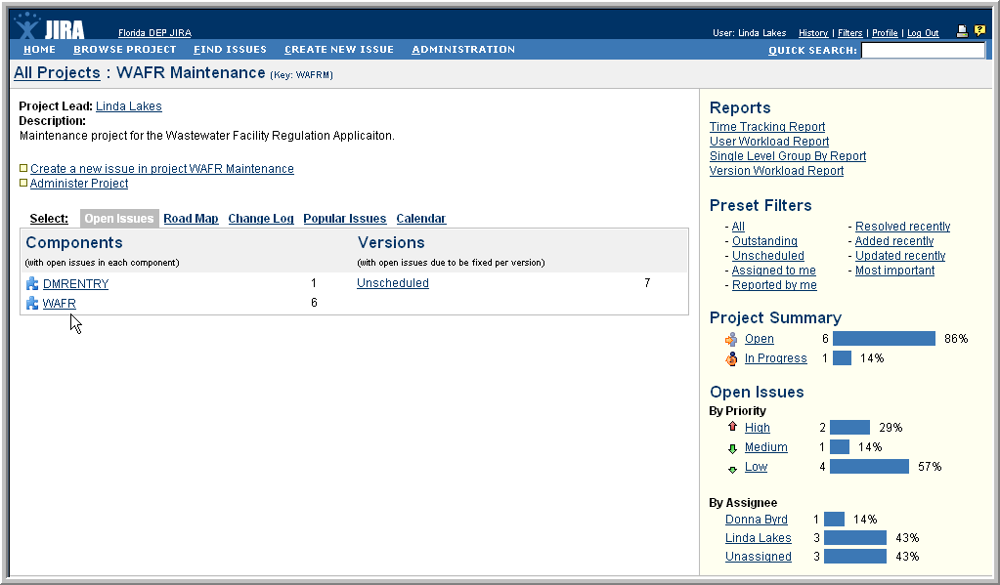 JIRA
Florida DEP JIRA
User: Linda Lakes History | Filters | Profile | Log Out
HOME BROWSE PROJECT FIND ISSUES CREATE NEW ISSUE ADMINISTRATION QUICK SEARCH:
All Projects : WAFR Maintenance (Key: WAFRM)
Project Lead: Linda Lakes
Description:
Maintenance project for the Wastewater Facility Regulation Applicaiton.
Create a new issue in project WAFR Maintenance
Administer Project
Select: Open Issues Road Map Change Log Popular Issues Calendar
Components Versions
(with open issues in each component) (with open issues due to be fixed per version)
DMRENTRY 1 Unscheduled 7
WAFR 6
Reports
Time Tracking Report
User Workload Report
Single Level Group By Report
Version Workload Report
Preset Filters
- All - Resolved recently
- Outstanding - Added recently
- Unscheduled - Updated recently
- Assigned to me - Most important
- Reported by me
Project Summary
Open 6 86%
In Progress 1 14%
Open Issues
By Priority
High 2 29%
Medium 1 14%
Low 4 57%
By Assignee
Donna Byrd 1 14%
Linda Lakes 3 43%
Unassigned 3 43%